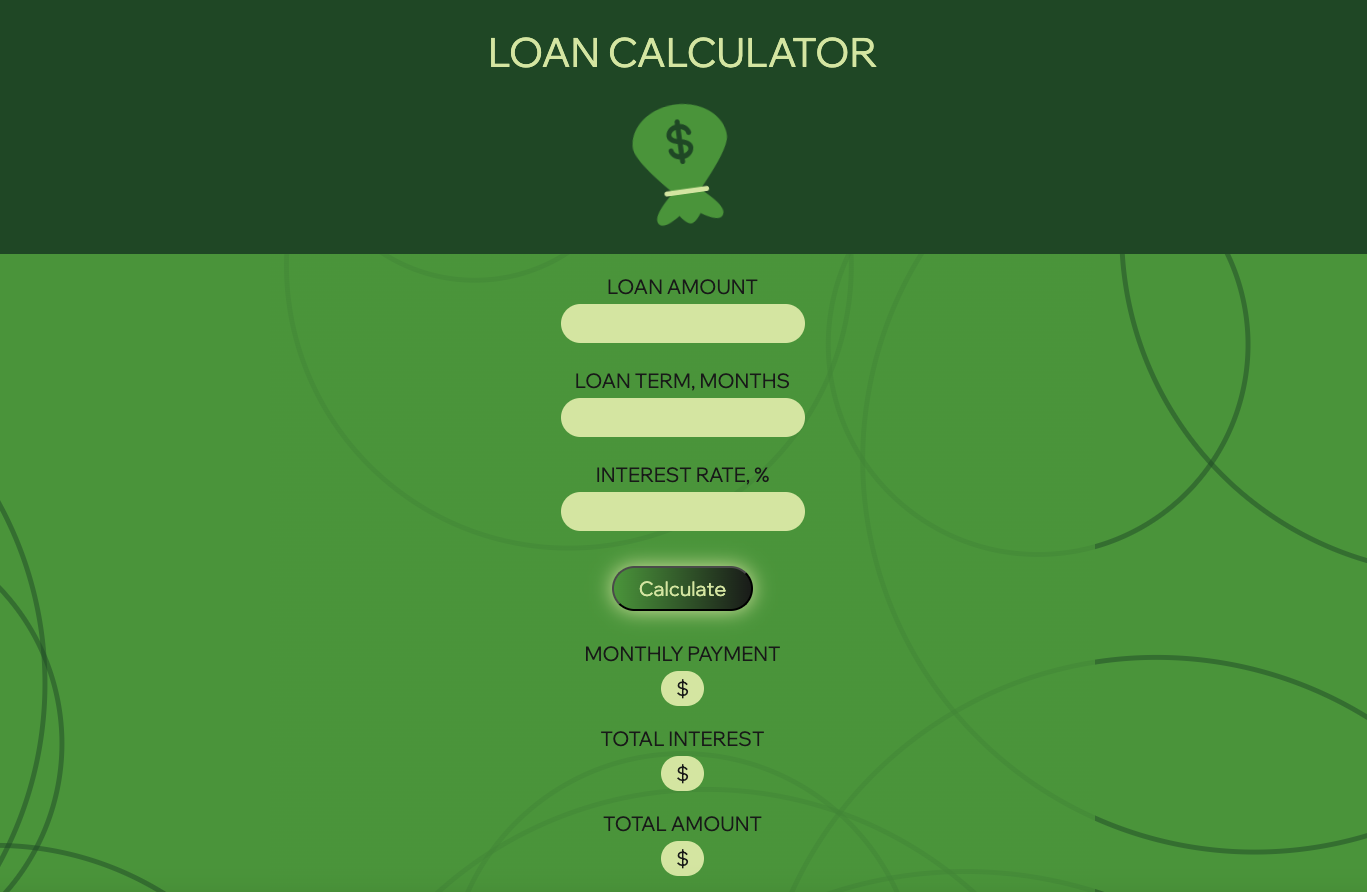 LOAN CALCULATOR
$
LOAN AMOUNT
LOAN TERM, MONTHS
INTEREST RATE, %
Calculate
MONTHLY PAYMENT
$
TOTAL INTEREST
$
TOTAL AMOUNT
$